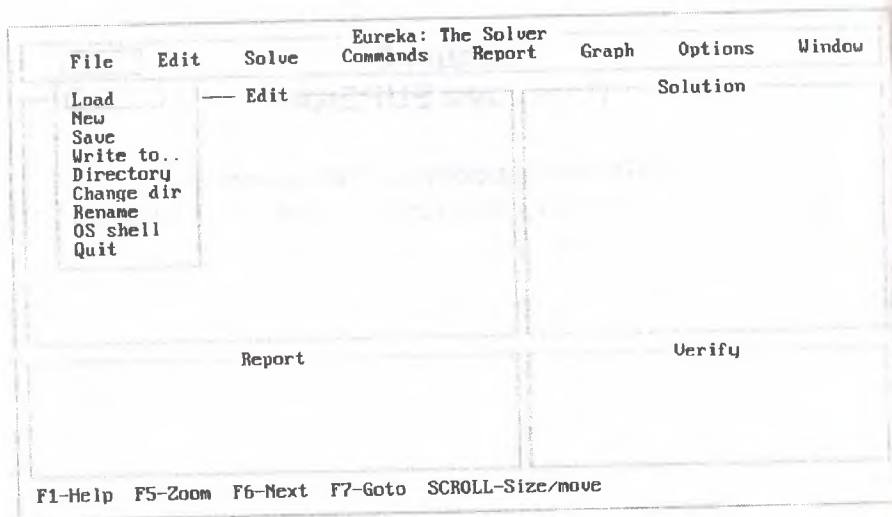 Eureka: The Solver
File Edit Solve Commands Report Graph Options Window
Load
New
Save
Write to..
Directory
Change dir
Rename
OS shell
Quit
Edit
Solution
Report
Verify
F1-Help F5-Zoom F6-Next F7-Goto SCROLL-Size/move